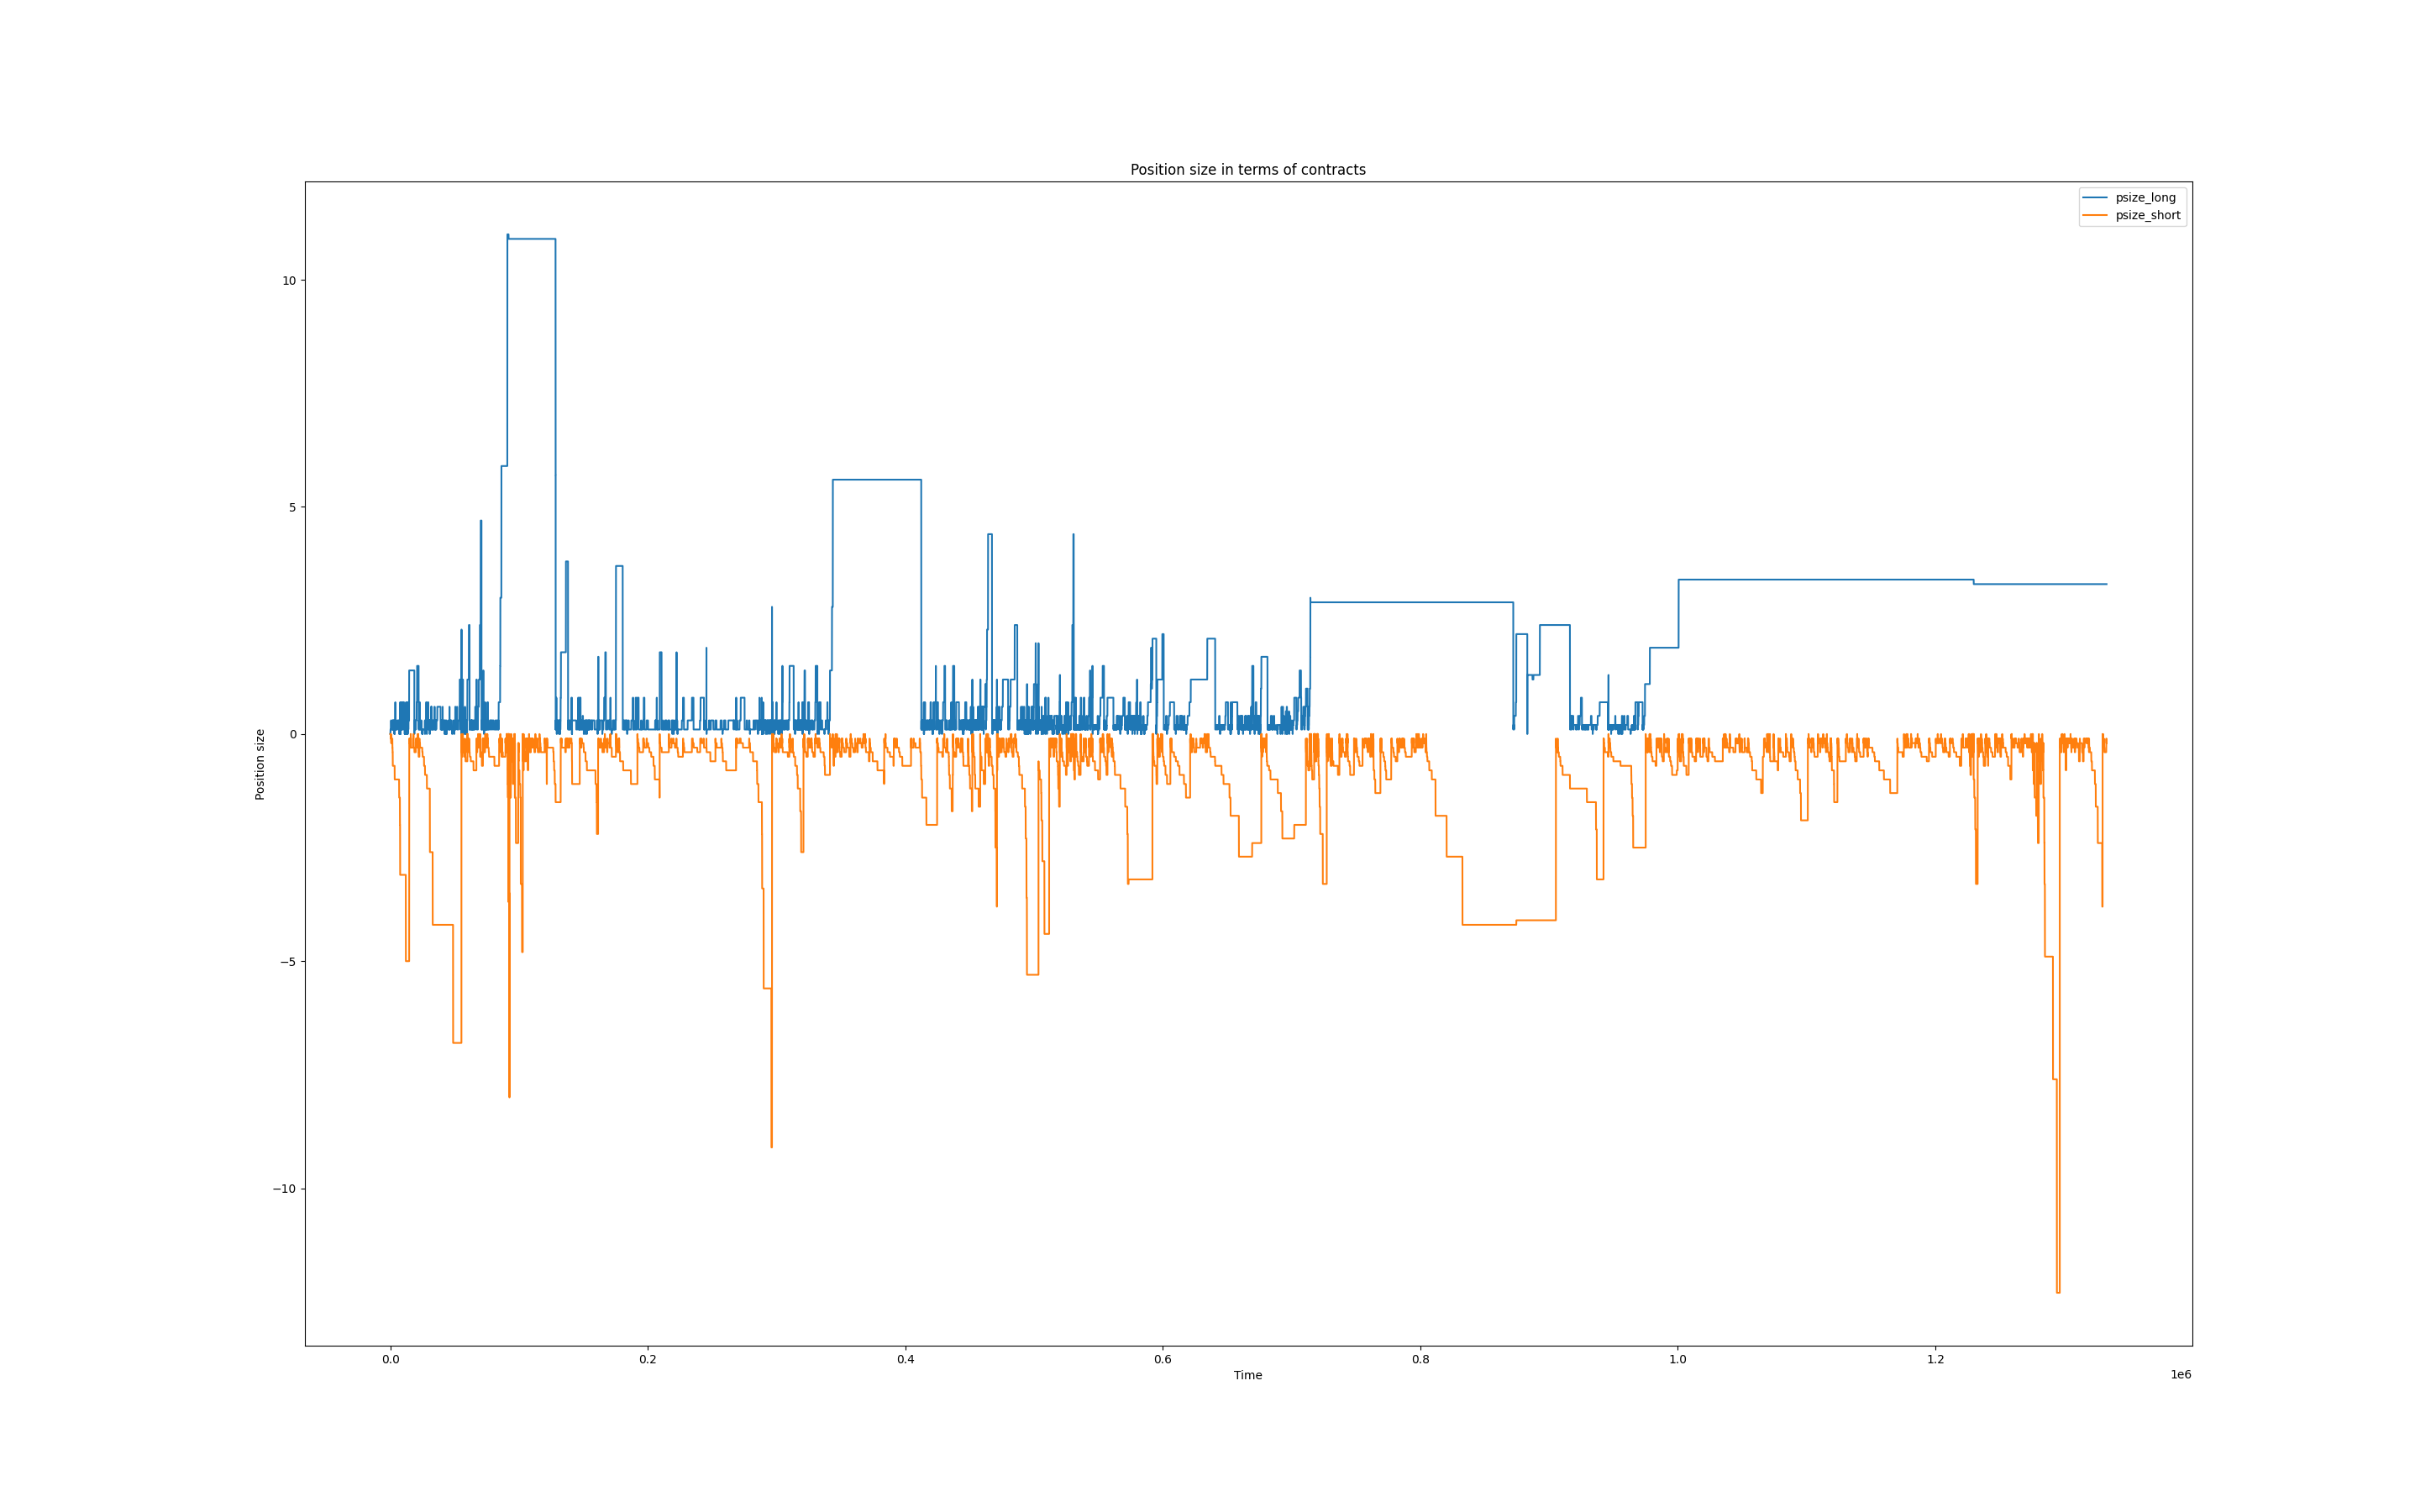 Position size in terms of contracts
psize_long
psize_short
Position size
10
5
0
−5
−10
0.0 0.2 0.4 0.6 0.8 1.0 1.2
Time
1e6